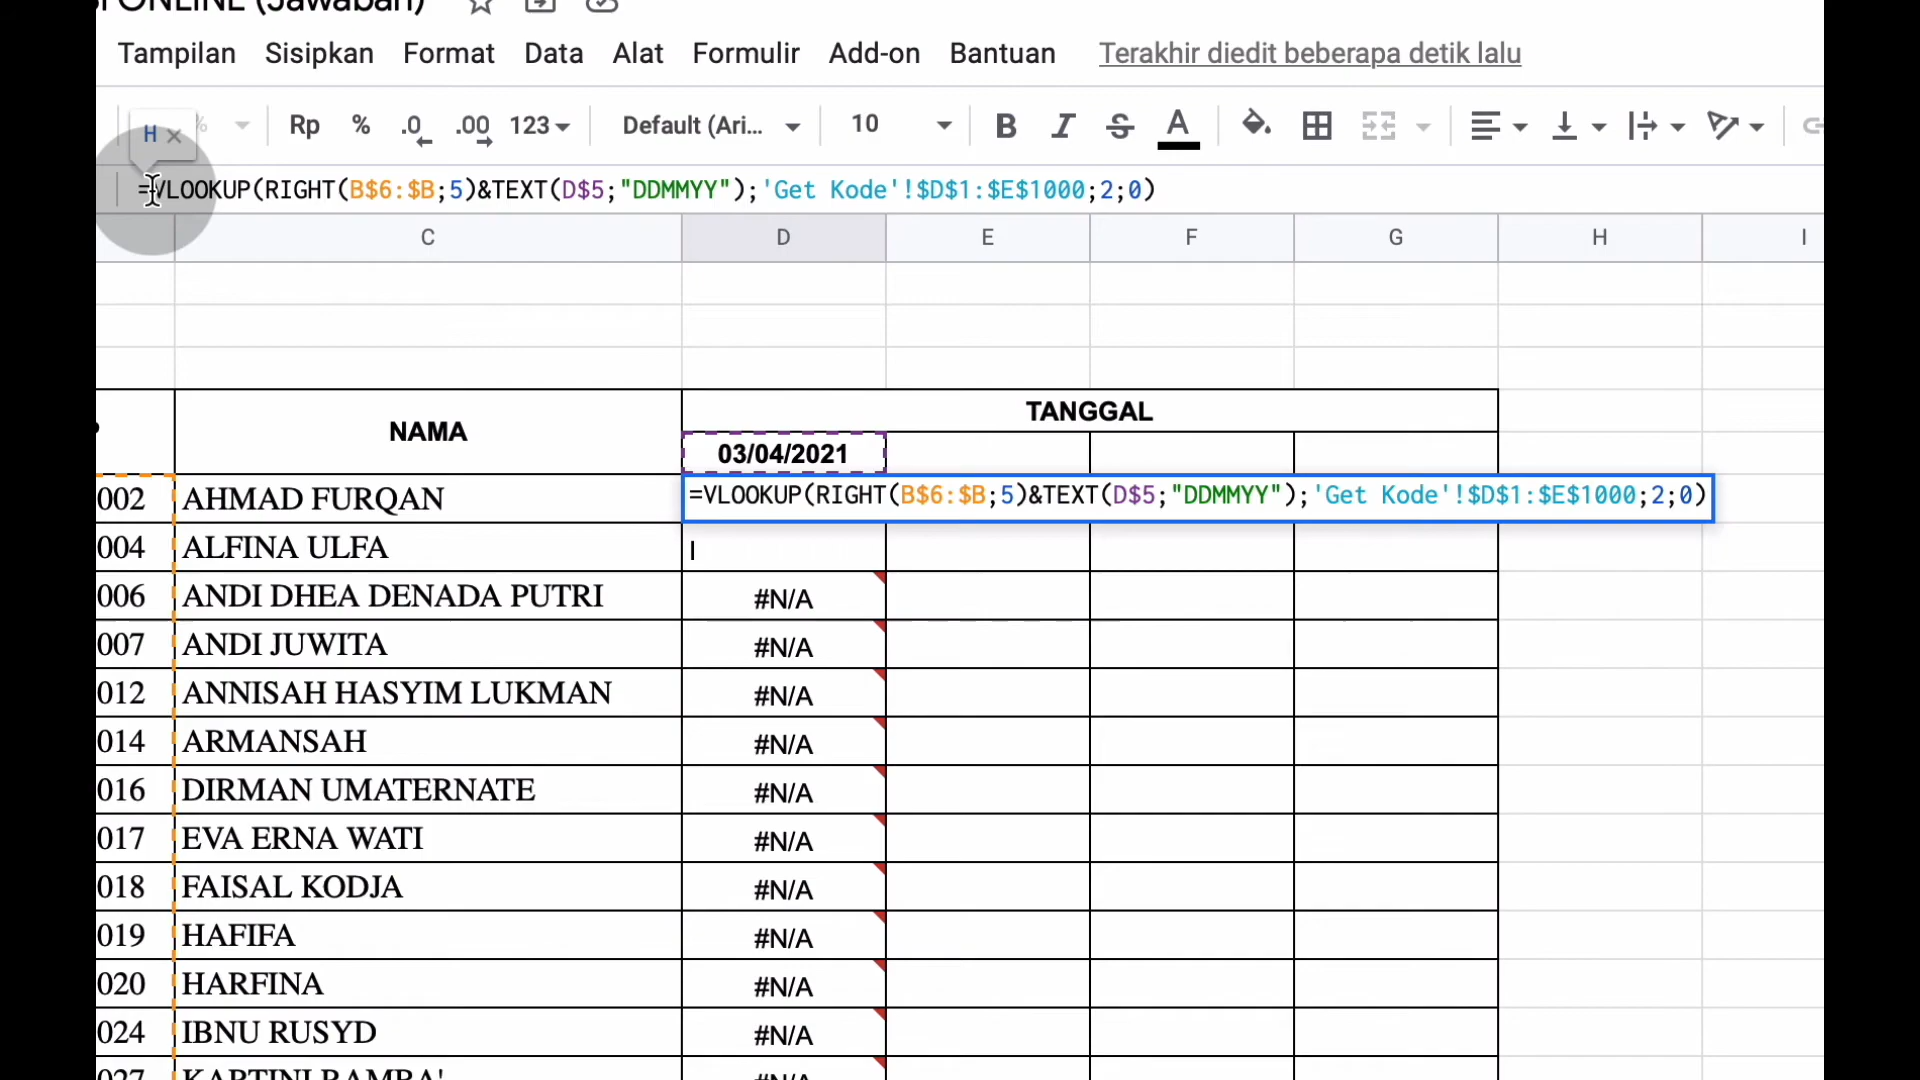 ONLINE (Jawaban)
Tampilan Sisipkan Format Data Alat Formulir Add-on Bantuan Terakhir diedit beberapa detik lalu
H × % Rp % .0 .00 123 Default (Ari... 10 B I S A
=VLOOKUP(RIGHT(B$6:$B;5)&TEXT(D$5;"DDMMYY");'Get Kode'!$D$1:$E$1000;2;0)
C D E F G H I
NAMA TANGGAL
03/04/2021
002 AHMAD FURQAN =VLOOKUP(RIGHT(B$6:$B;5)&TEXT(D$5;"DDMMYY");'Get Kode'!$D$1:$E$1000;2;0)
004 ALFINA ULFA
006 ANDI DHEA DENADA PUTRI #N/A
007 ANDI JUWITA #N/A
012 ANNISAH HASYIM LUKMAN #N/A
014 ARMANSAH #N/A
016 DIRMAN UMATERNATE #N/A
017 EVA ERNA WATI #N/A
018 FAISAL KODJA #N/A
019 HAFIFA #N/A
020 HARFINA #N/A
024 IBNU RUSYD #N/A
027 #N/A